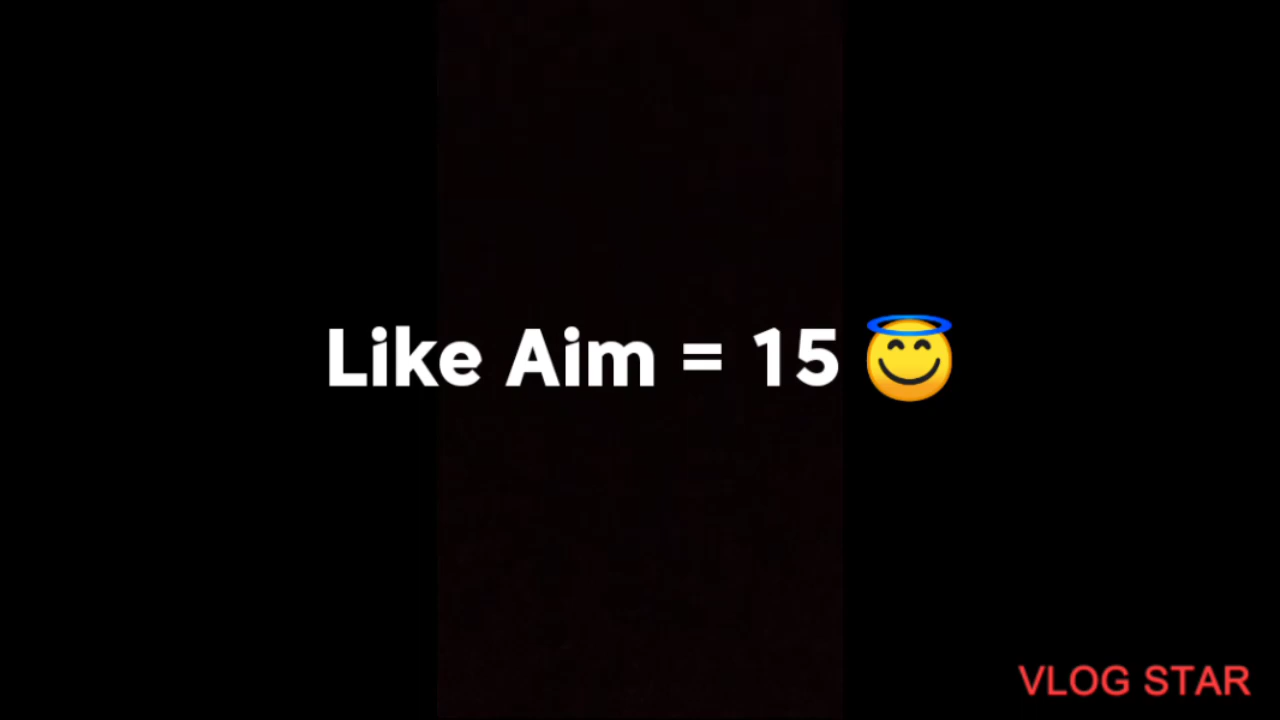 Like Aim = 15 😇
VLOG STAR